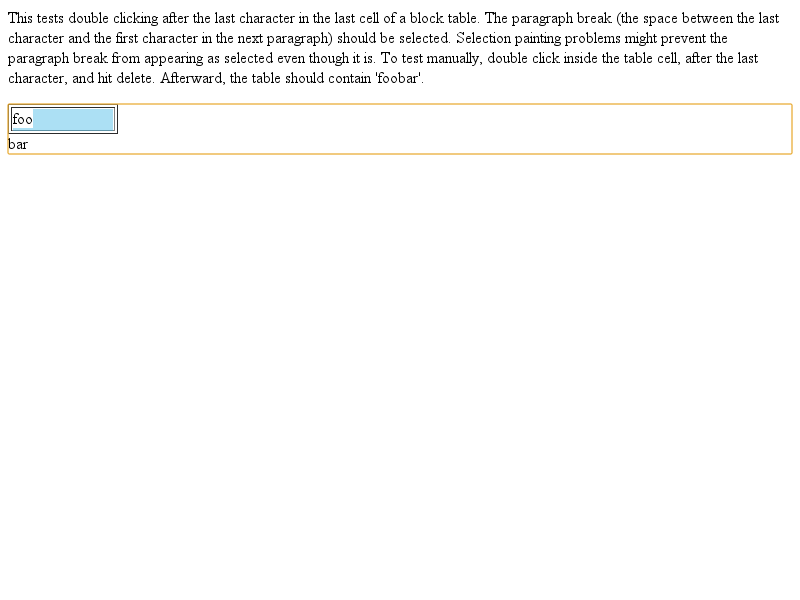 This tests double clicking after the last character in the last cell of a block table. The paragraph break (the space between the last
character and the first character in the next paragraph) should be selected. Selection painting problems might prevent the
paragraph break from appearing as selected even though it is. To test manually, double click inside the table cell, after the last
character, and hit delete. Afterward, the table should contain 'foobar'.
foo
bar